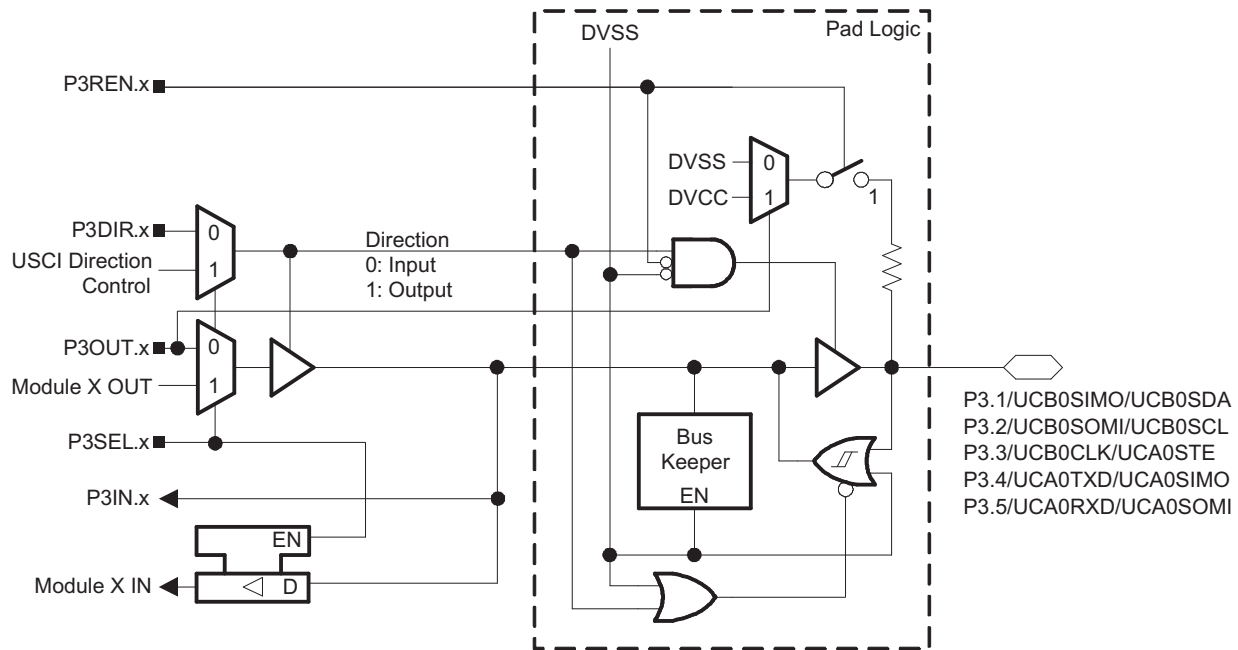 DVSS
Pad Logic
P3REN.x
DVSS
0
DVCC
1
1
P3DIR.x
0
USCI Direction
Control
1
Direction
0: Input
1: Output
P3OUT.x
0
Module X OUT
1
P3SEL.x
Bus
Keeper
EN
P3.1/UCB0SIMO/UCB0SDA
P3.2/UCB0SOMI/UCB0SCL
P3.3/UCB0CLK/UCA0STE
P3.4/UCA0TXD/UCA0SIMO
P3.5/UCA0RXD/UCA0SOMI
P3IN.x
EN
Module X IN
D